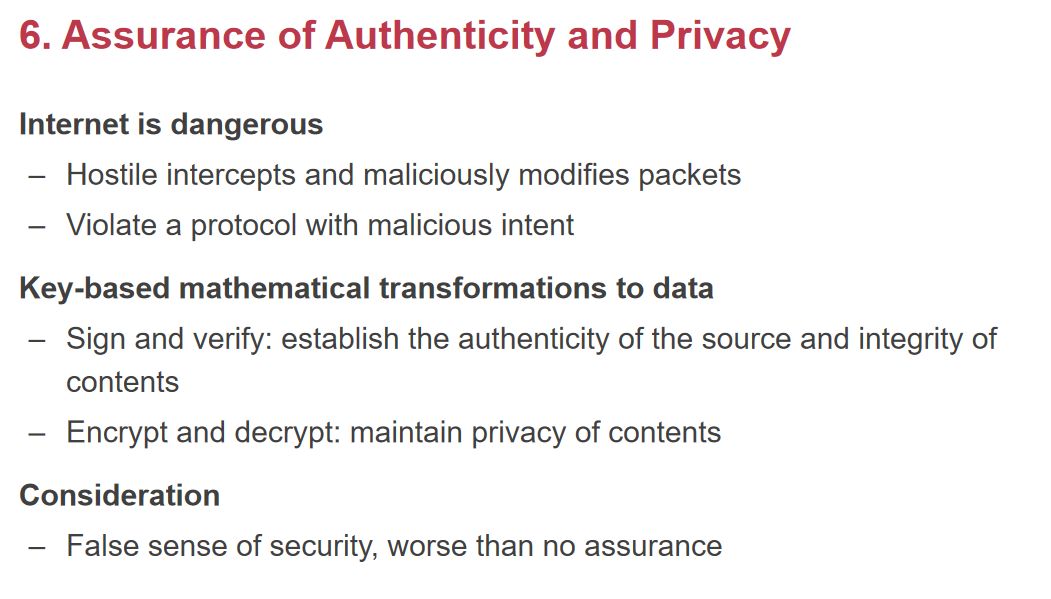 6. Assurance of Authenticity and Privacy
Internet is dangerous
– Hostile intercepts and maliciously modifies packets
– Violate a protocol with malicious intent
Key-based mathematical transformations to data
– Sign and verify: establish the authenticity of the source and integrity of
contents
– Encrypt and decrypt: maintain privacy of contents
Consideration
– False sense of security, worse than no assurance